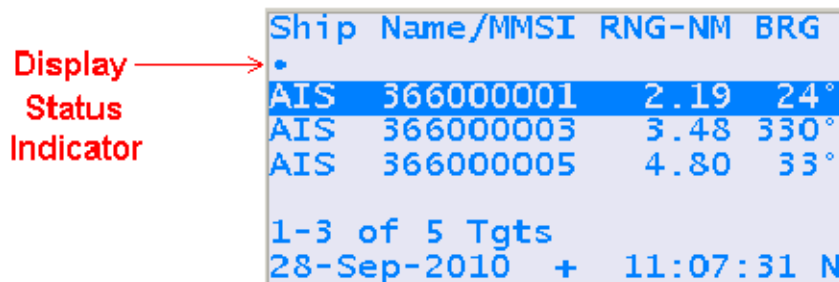 Ship Name/MMSI RNG-NM BRG
Display
•
AIS 366000001 2.19 24°
Status
AIS 366000003 3.48 330°
Indicator
AIS 366000005 4.80 33°
1-3 of 5 Tgts
28-Sep-2010 + 11:07:31 N